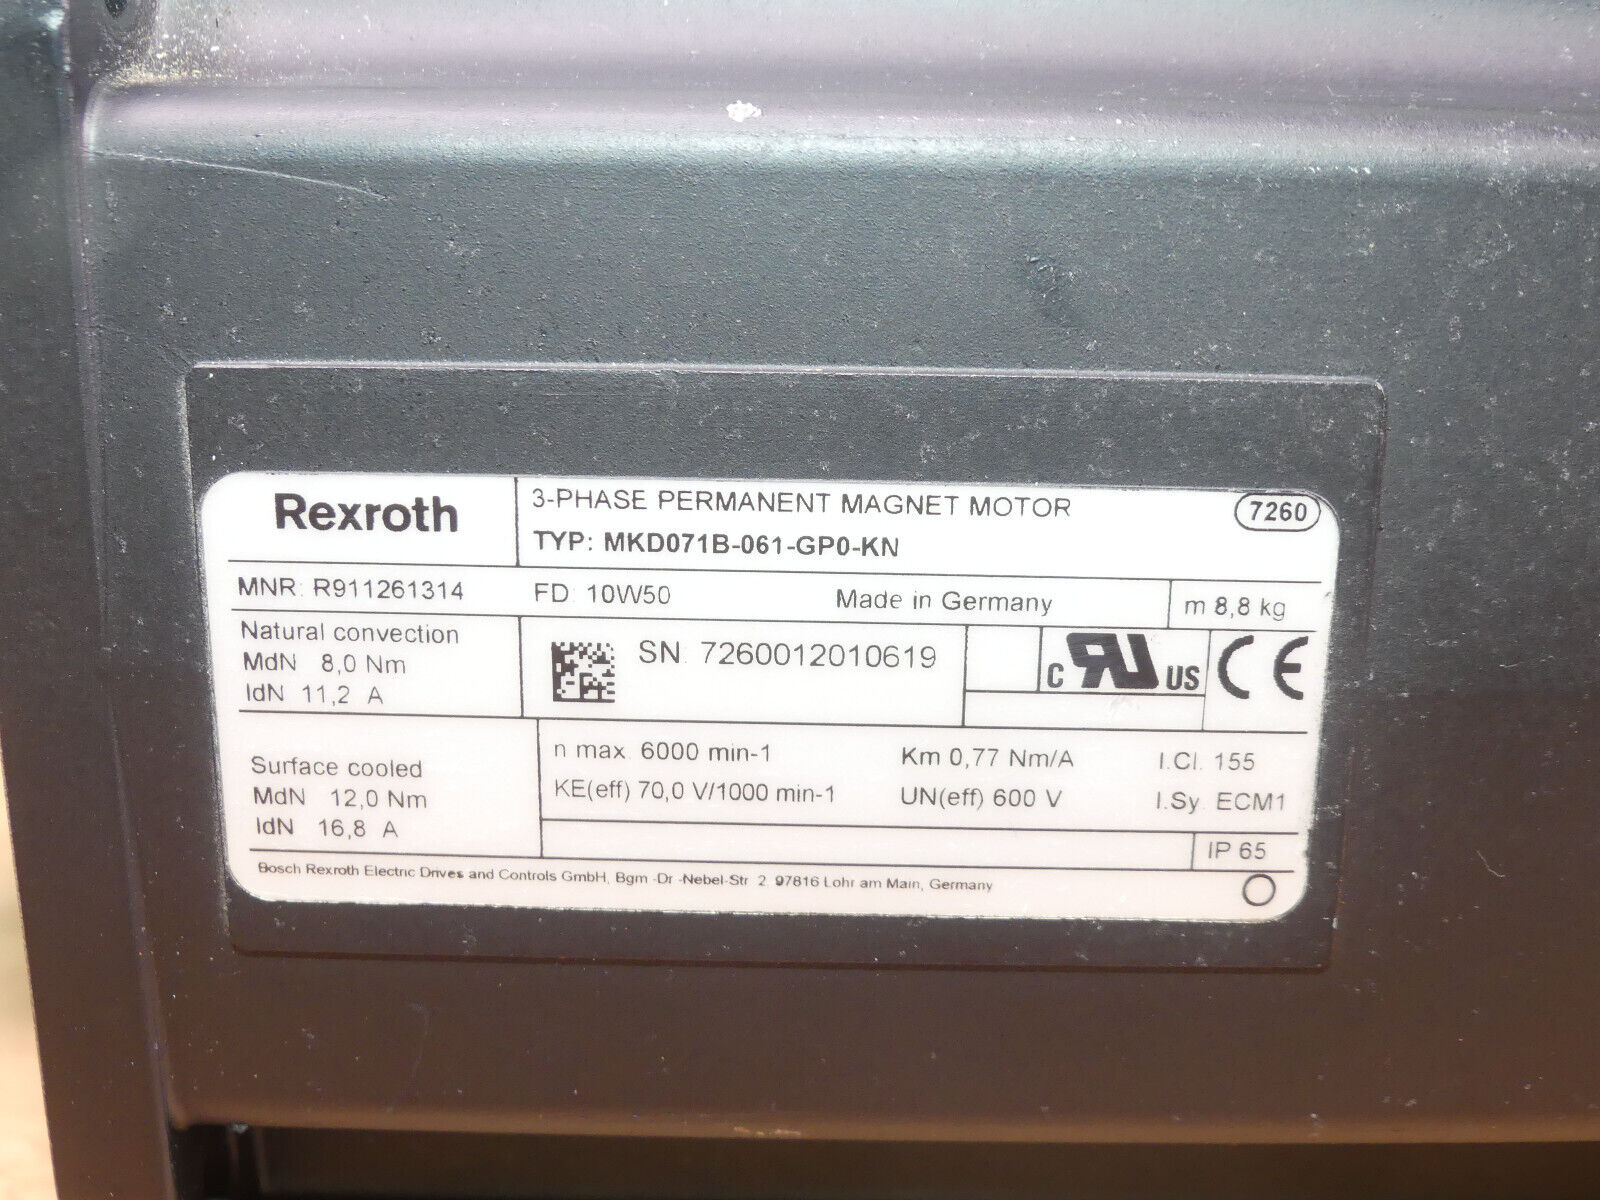 Rexroth
3-PHASE PERMANENT MAGNET MOTOR
7260
TYP: MKD071B-061-GP0-KN
MNR: R911261314
FD: 10W50
Made in Germany
m 8,8 kg
Natural convection
MdN 8,0 Nm
IdN 11,2 A
SN: 7260012010619
c RU US
CE
Surface cooled
MdN 12,0 Nm
IdN 16,8 A
n max. 6000 min-1
Km 0,77 Nm/A
I.Cl. 155
KE(eff) 70,0 V/1000 min-1
UN(eff) 600 V
I.Sy. ECM1
IP 65
Bosch Rexroth Electric Drives and Controls GmbH, Bgm.-Dr.-Nebel-Str. 2, 97816 Lohr am Main, Germany